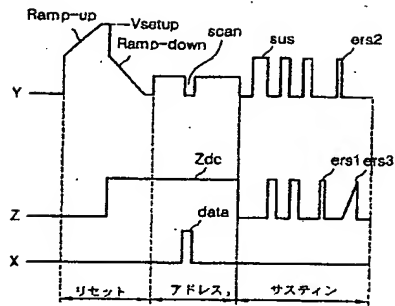 Ramp-up
Vsetup
Ramp-down
scan
sus
ers2
Y
Zdc
ers1 ers3
Z
data
X
リセット
アドレス
サスティン